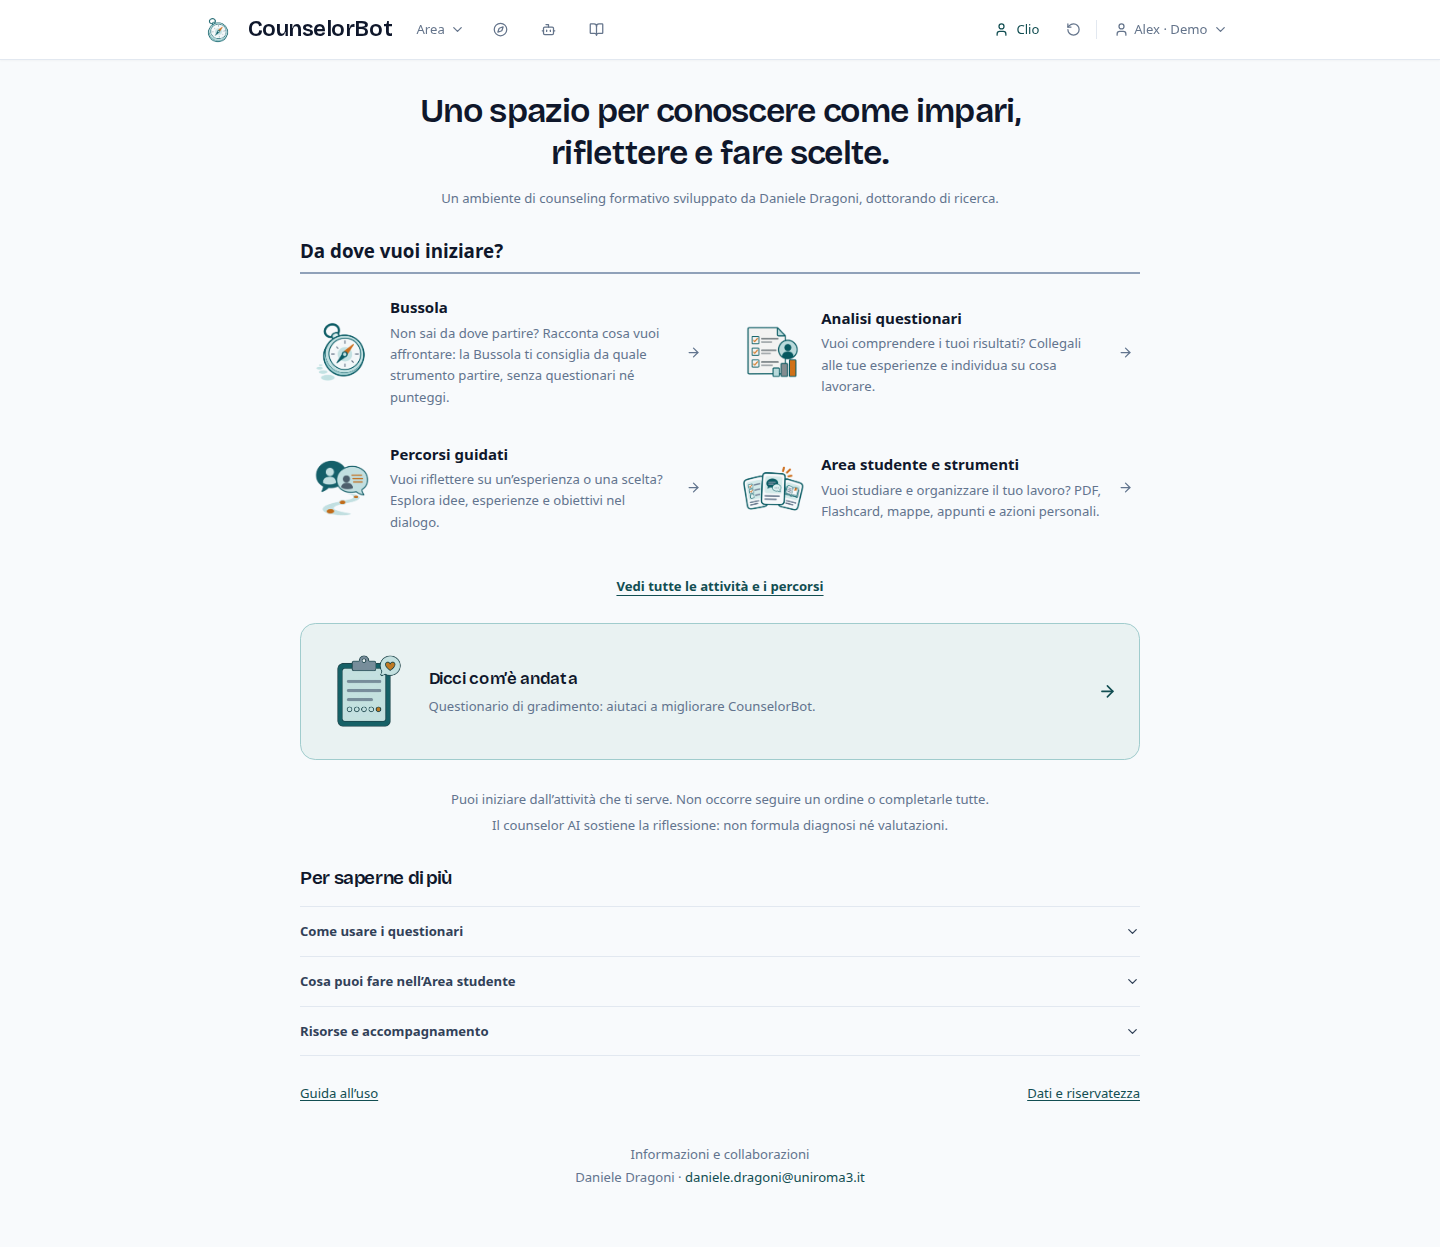 CounselorBot
Area
Clio
Alex · Demo
Uno spazio per conoscere come impari,
riflettere e fare scelte.
Un ambiente di counseling formativo sviluppato da Daniele Dragoni, dottorando di ricerca.
Da dove vuoi iniziare?
Bussola
Non sai da dove partire? Racconta cosa vuoi
affrontare: la Bussola ti consiglia da quale
strumento partire, senza questionari né
punteggi.
Analisi questionari
Vuoi comprendere i tuoi risultati? Collegali
alle tue esperienze e individua su cosa
lavorare.
Percorsi guidati
Vuoi riflettere su un’esperienza o una scelta?
Esplora idee, esperienze e obiettivi nel
dialogo.
Area studente e strumenti
Vuoi studiare e organizzare il tuo lavoro? PDF,
Flashcard, mappe, appunti e azioni personali.
Vedi tutte le attività e i percorsi
Dicci com’è andata
Questionario di gradimento: aiutaci a migliorare CounselorBot.
Puoi iniziare dall’attività che ti serve. Non occorre seguire un ordine o completarle tutte.
Il counselor AI sostiene la riflessione: non formula diagnosi né valutazioni.
Per saperne di più
Come usare i questionari
Cosa puoi fare nell’Area studente
Risorse e accompagnamento
Guida all’uso
Dati e riservatezza
Informazioni e collaborazioni
Daniele Dragoni · daniele.dragoni@uniroma3.it